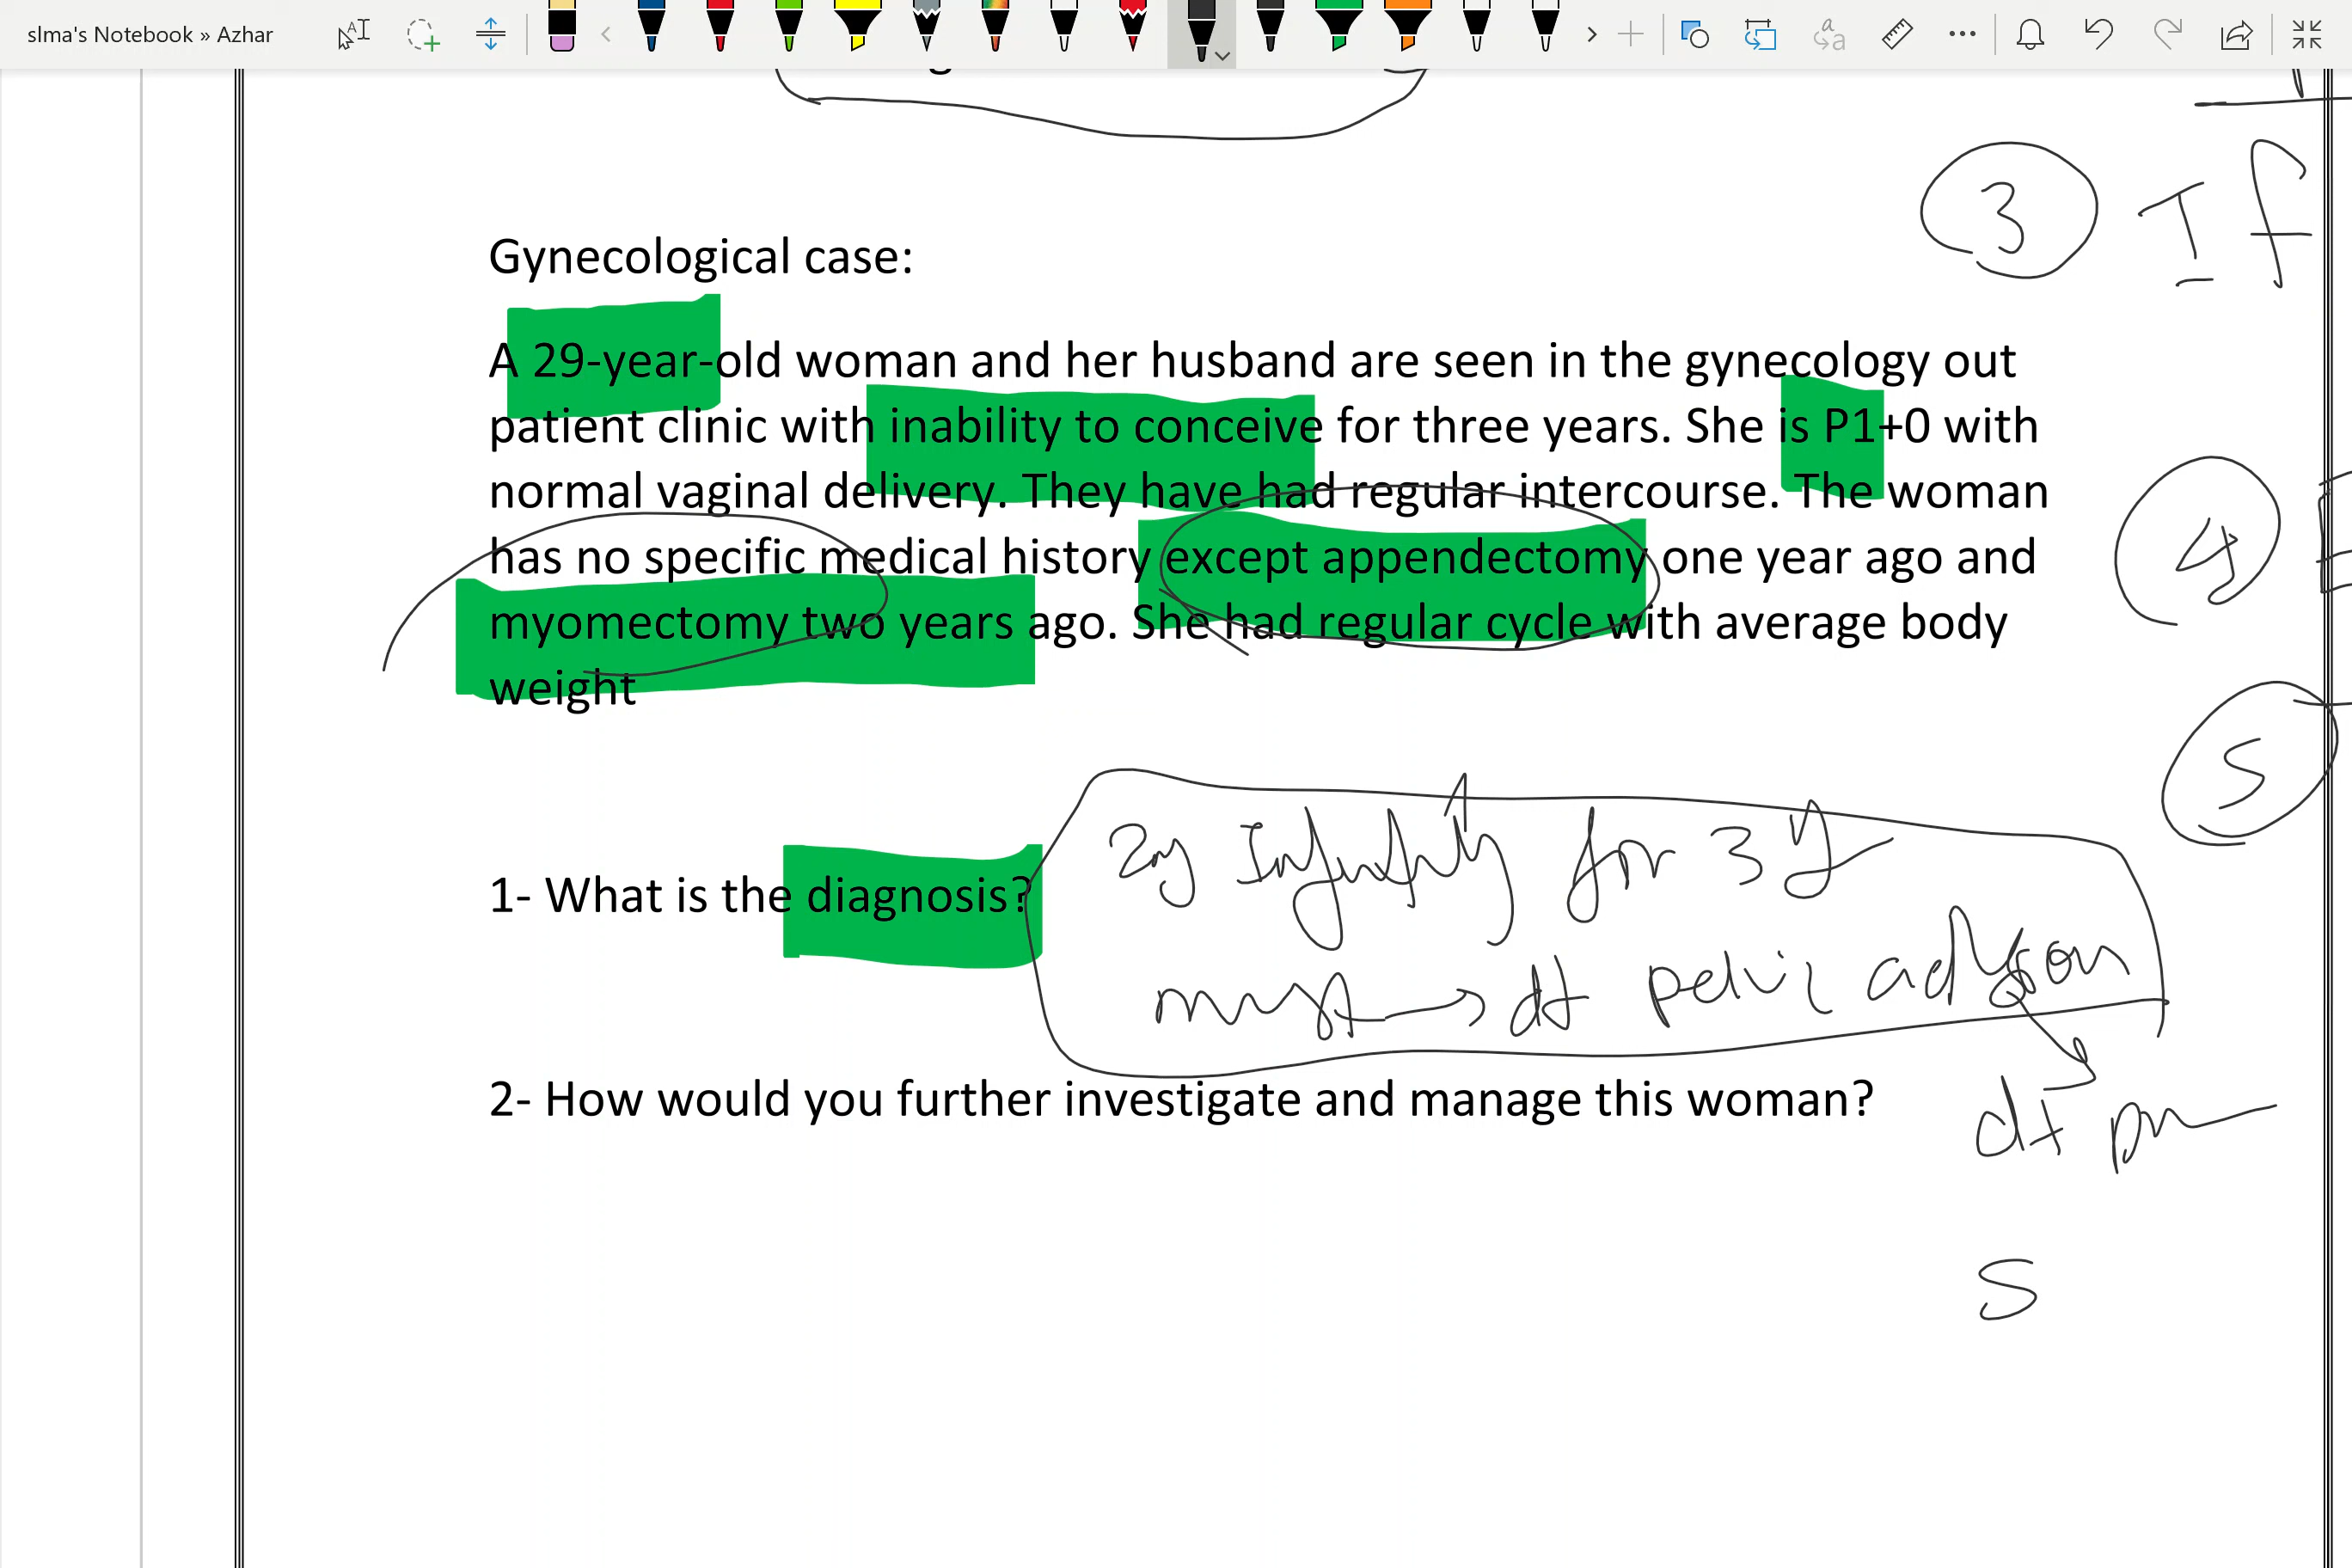 slma's Notebook » Azhar
3 If
Gynecological case:
A 29-year-old woman and her husband are seen in the gynecology out
patient clinic with inability to conceive for three years. She is P1+0 with
normal vaginal delivery. They have had regular intercourse. The woman
4
has no specific medical history except appendectomy one year ago and
myomectomy two years ago. She had regular cycle with average body
weight
5
2ry Infertility for 3 y
1- What is the diagnosis?
most → dt pelvic adhesion
2- How would you further investigate and manage this woman?
dt
S